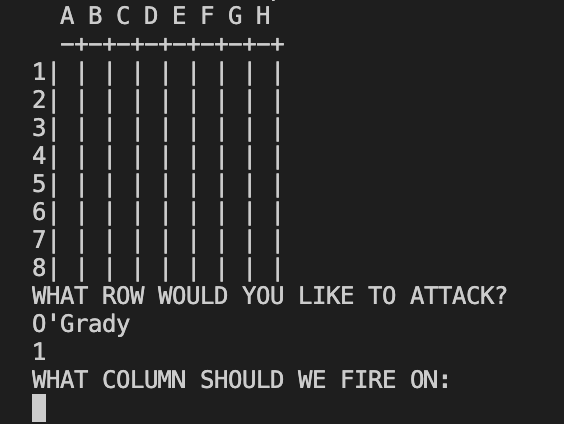 A B C D E F G H
-+-+-+-+-+-+-+-+
1| | | | | | | | |
2| | | | | | | | |
3| | | | | | | | |
4| | | | | | | | |
5| | | | | | | | |
6| | | | | | | | |
7| | | | | | | | |
8| | | | | | | | |
WHAT ROW WOULD YOU LIKE TO ATTACK?
O'Grady
1
WHAT COLUMN SHOULD WE FIRE ON: